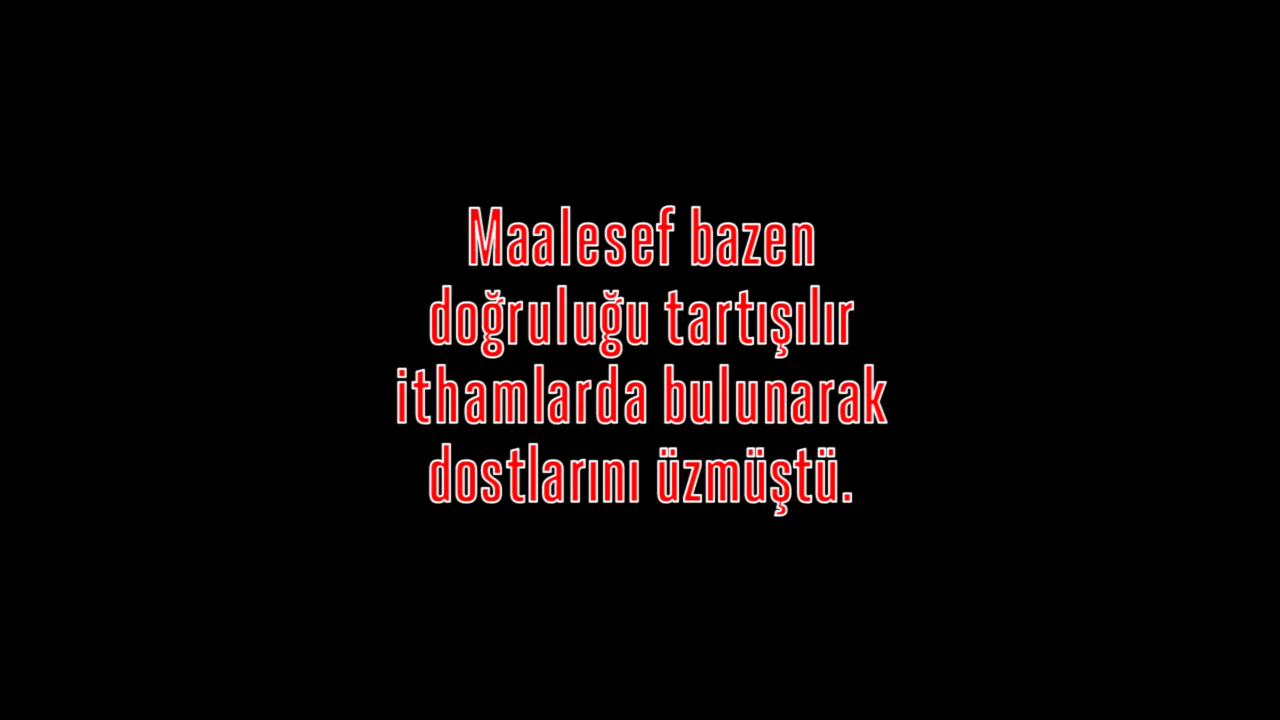 Maalesef bazen
doğruluğu tartışılır
ithamlarda bulunarak
dostlarını üzmüştü.